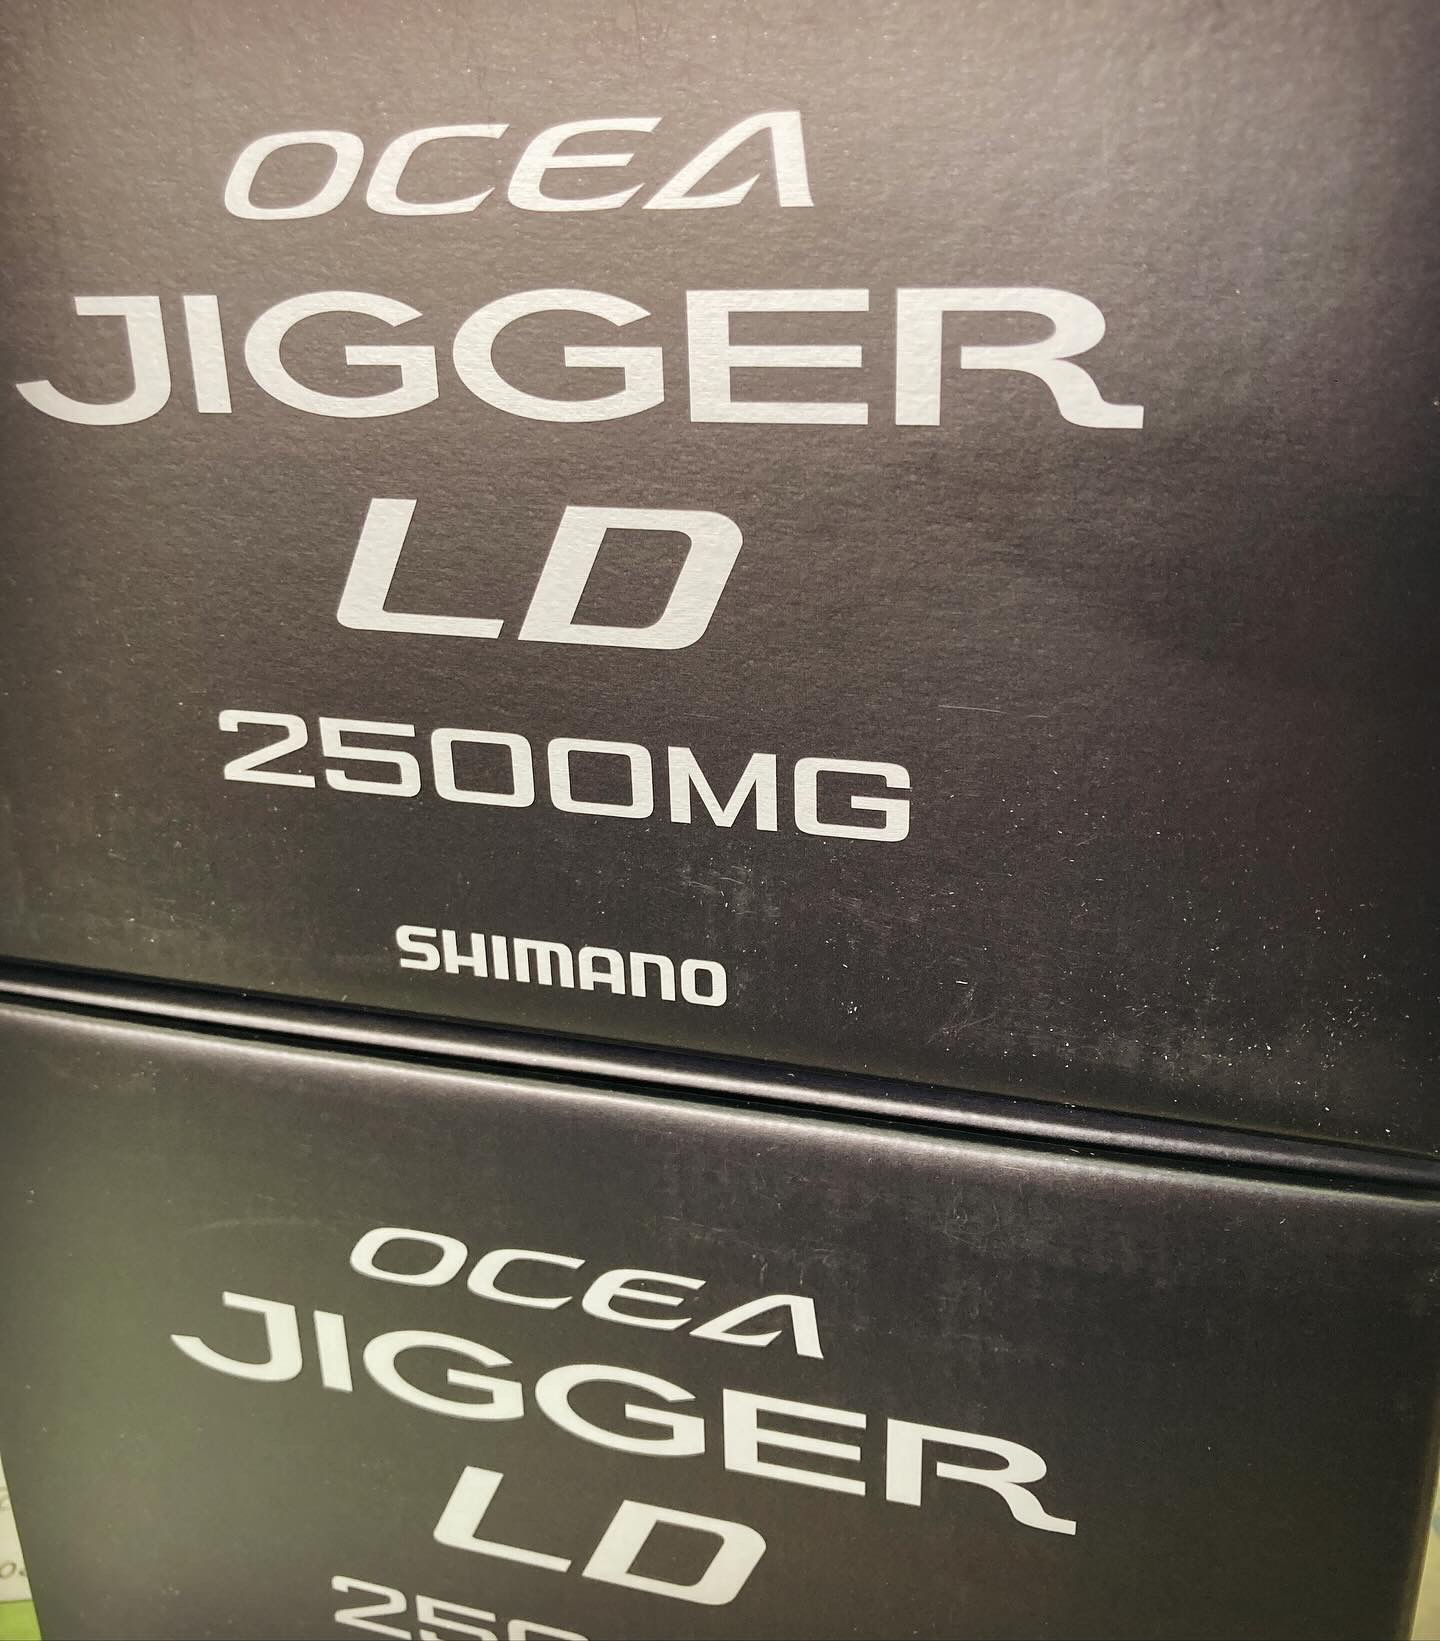 OCEA
JIGGER
LD
2500MG
SHIMANO
OCEA
JIGGER
LD